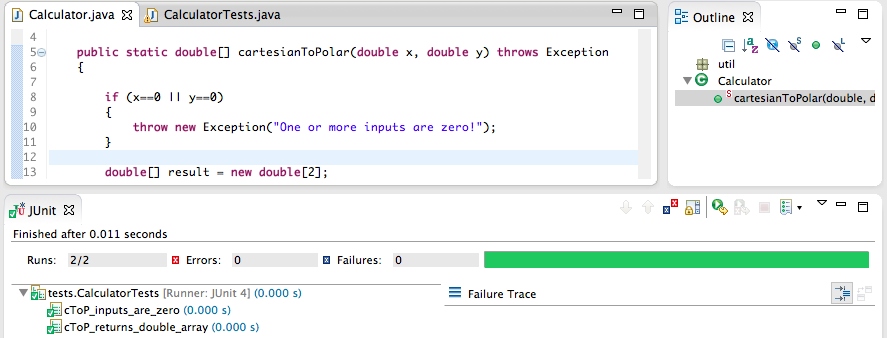 Calculator.java
CalculatorTests.java
4
5 public static double[] cartesianToPolar(double x, double y) throws Exception
6 {
7
8 if (x==0 || y==0)
9 {
10 throw new Exception("One or more inputs are zero!");
11 }
12
13 double[] result = new double[2];
Outline
util
Calculator
cartesianToPolar(double, d
JUnit
Finished after 0.011 seconds
Runs: 2/2 Errors: 0 Failures: 0
tests.CalculatorTests [Runner: JUnit 4] (0.000 s)
cToP_inputs_are_zero (0.000 s)
cToP_returns_double_array (0.000 s)
Failure Trace